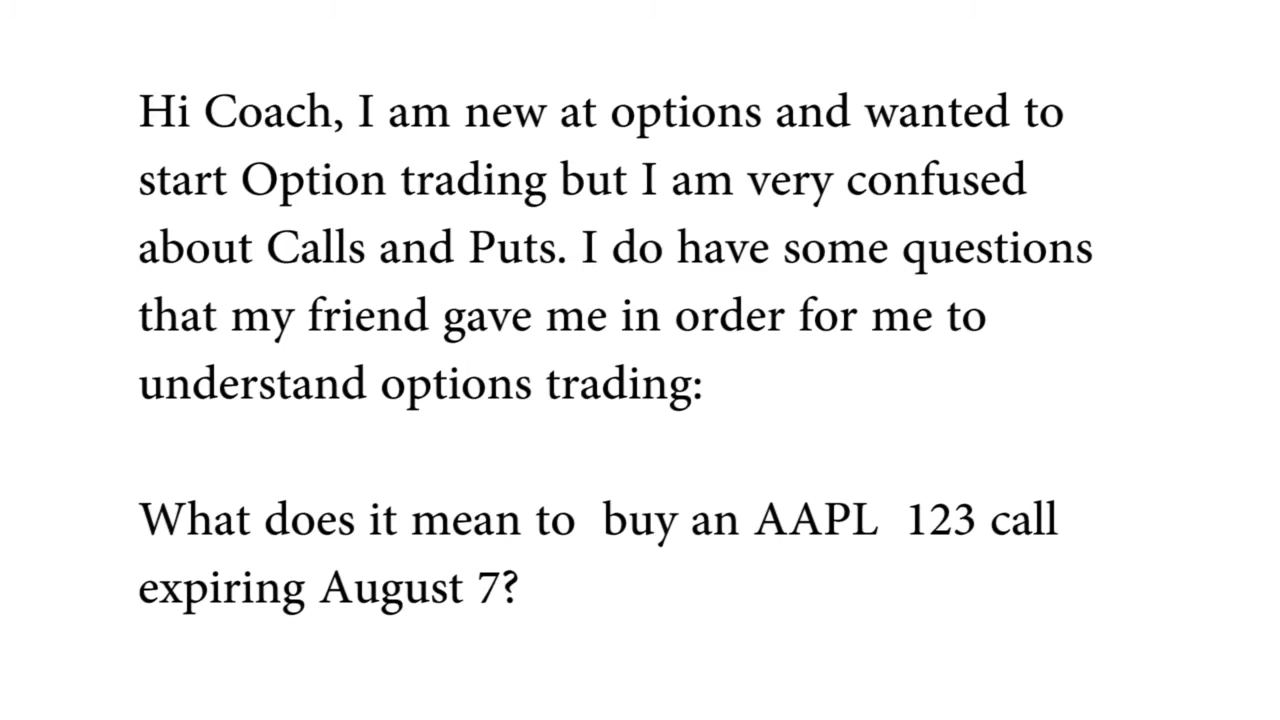 Hi Coach, I am new at options and wanted to
start Option trading but I am very confused
about Calls and Puts. I do have some questions
that my friend gave me in order for me to
understand options trading:
What does it mean to  buy an AAPL  123 call
expiring August 7?